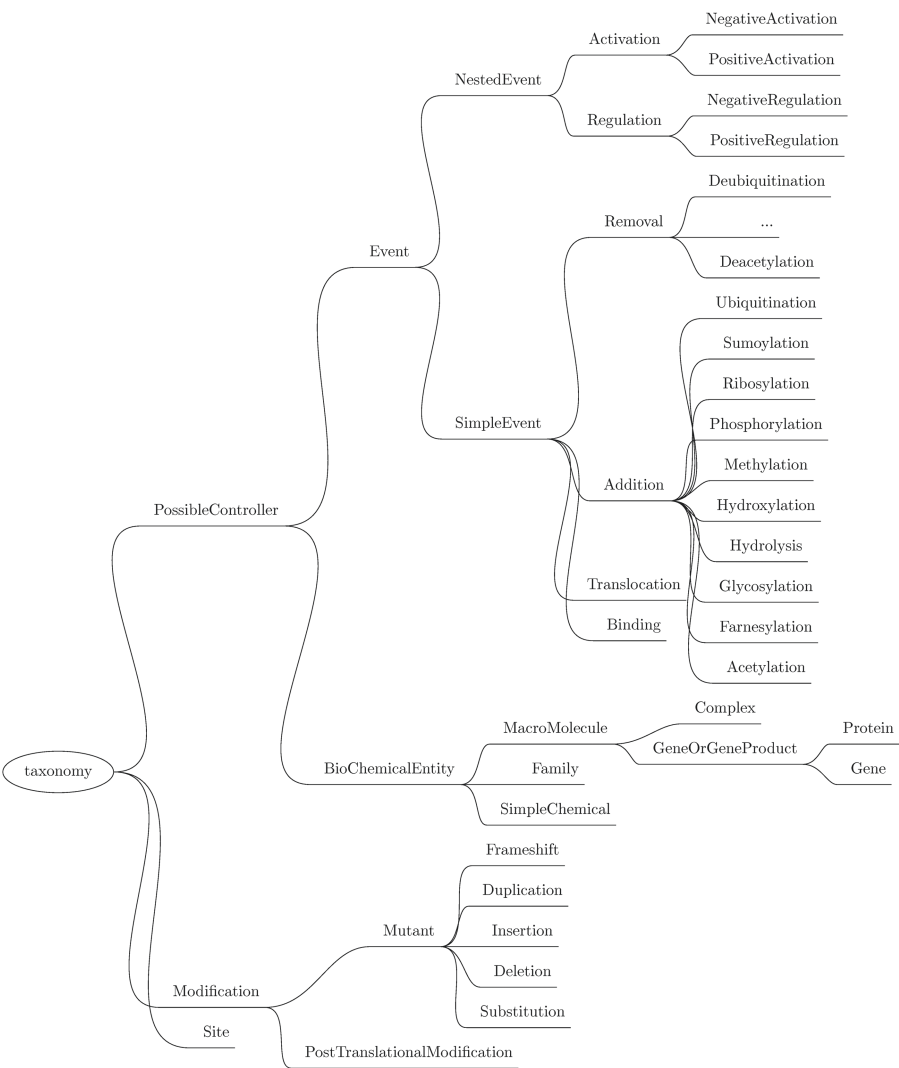 NegativeActivation
Activation
PositiveActivation
NestedEvent
NegativeRegulation
Regulation
PositiveRegulation
Deubiquitination
Removal
...
Event
Deacetylation
Ubiquitination
Sumoylation
Ribosylation
SimpleEvent
Phosphorylation
Methylation
Addition
Hydroxylation
PossibleController
Hydrolysis
Translocation
Glycosylation
Binding
Farnesylation
Acetylation
Complex
MacroMolecule
Protein
GeneOrGeneProduct
taxonomy
BioChemicalEntity
Family
Gene
SimpleChemical
Frameshift
Duplication
Mutant
Insertion
Deletion
Modification
Substitution
Site
PostTranslationalModification